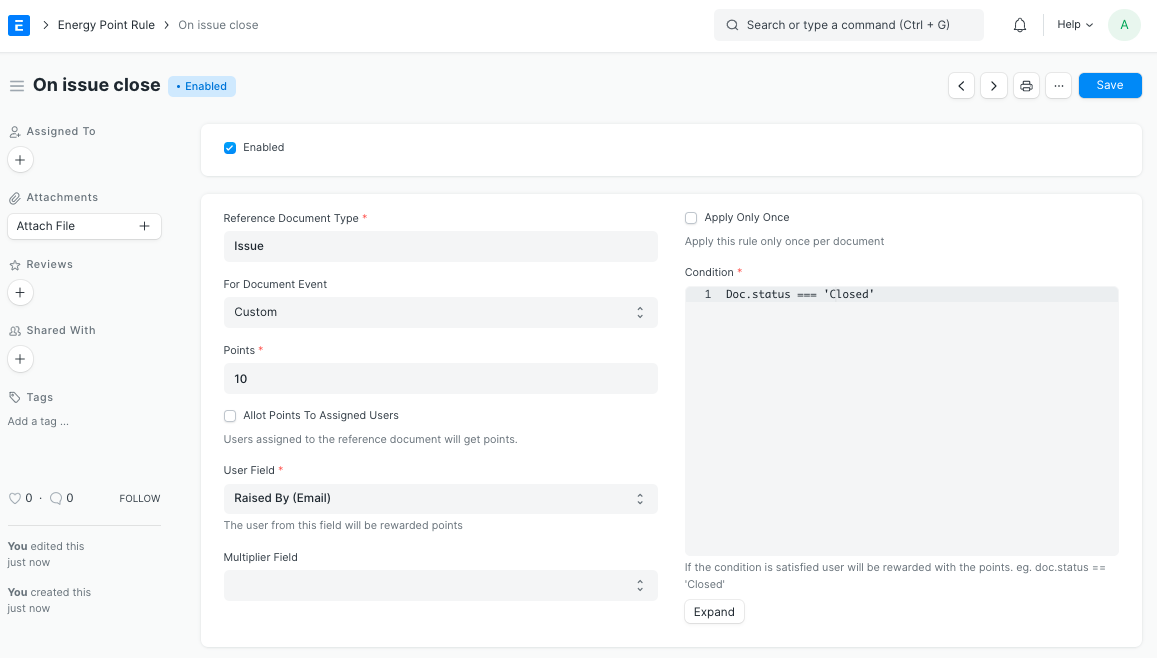 E > Energy Point Rule > On issue close
Search or type a command (Ctrl + G)
Help
A
On issue close
• Enabled
...
Save
Assigned To
+
Attachments
Attach File +
Reviews
+
Shared With
+
Tags
Add a tag ...
0 · 0 FOLLOW
You edited this
just now
You created this
just now
Enabled
Reference Document Type *
Issue
For Document Event
Custom
Points *
10
Allot Points To Assigned Users
Users assigned to the reference document will get points.
User Field *
Raised By (Email)
The user from this field will be rewarded points
Multiplier Field
Apply Only Once
Apply this rule only once per document
Condition *
1 Doc.status === 'Closed'
If the condition is satisfied user will be rewarded with the points. eg. doc.status ==
'Closed'
Expand